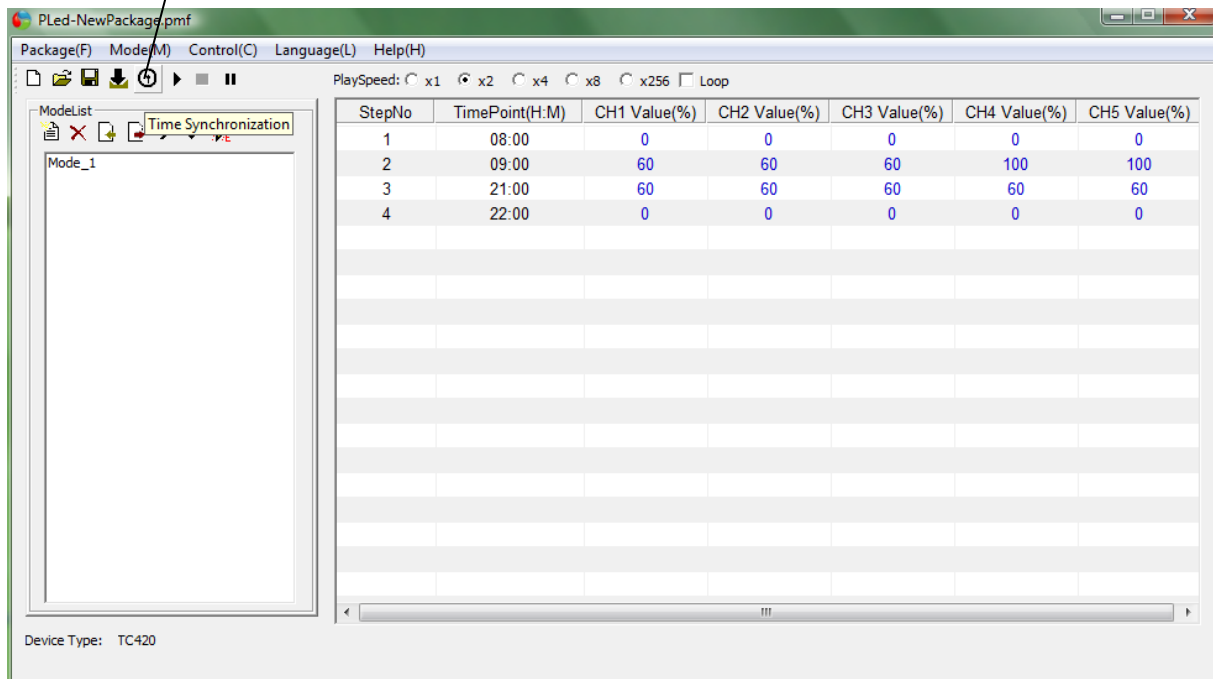 PLed-NewPackage.pmf
Package(F) Mode(M) Control(C) Language(L) Help(H)
PlaySpeed: x1 x2 x4 x8 x256 Loop
ModeList
Time Synchronization
Mode_1
StepNo TimePoint(H:M) CH1 Value(%) CH2 Value(%) CH3 Value(%) CH4 Value(%) CH5 Value(%)
1 08:00 0 0 0 0 0
2 09:00 60 60 60 100 100
3 21:00 60 60 60 60 60
4 22:00 0 0 0 0 0
Device Type: TC420